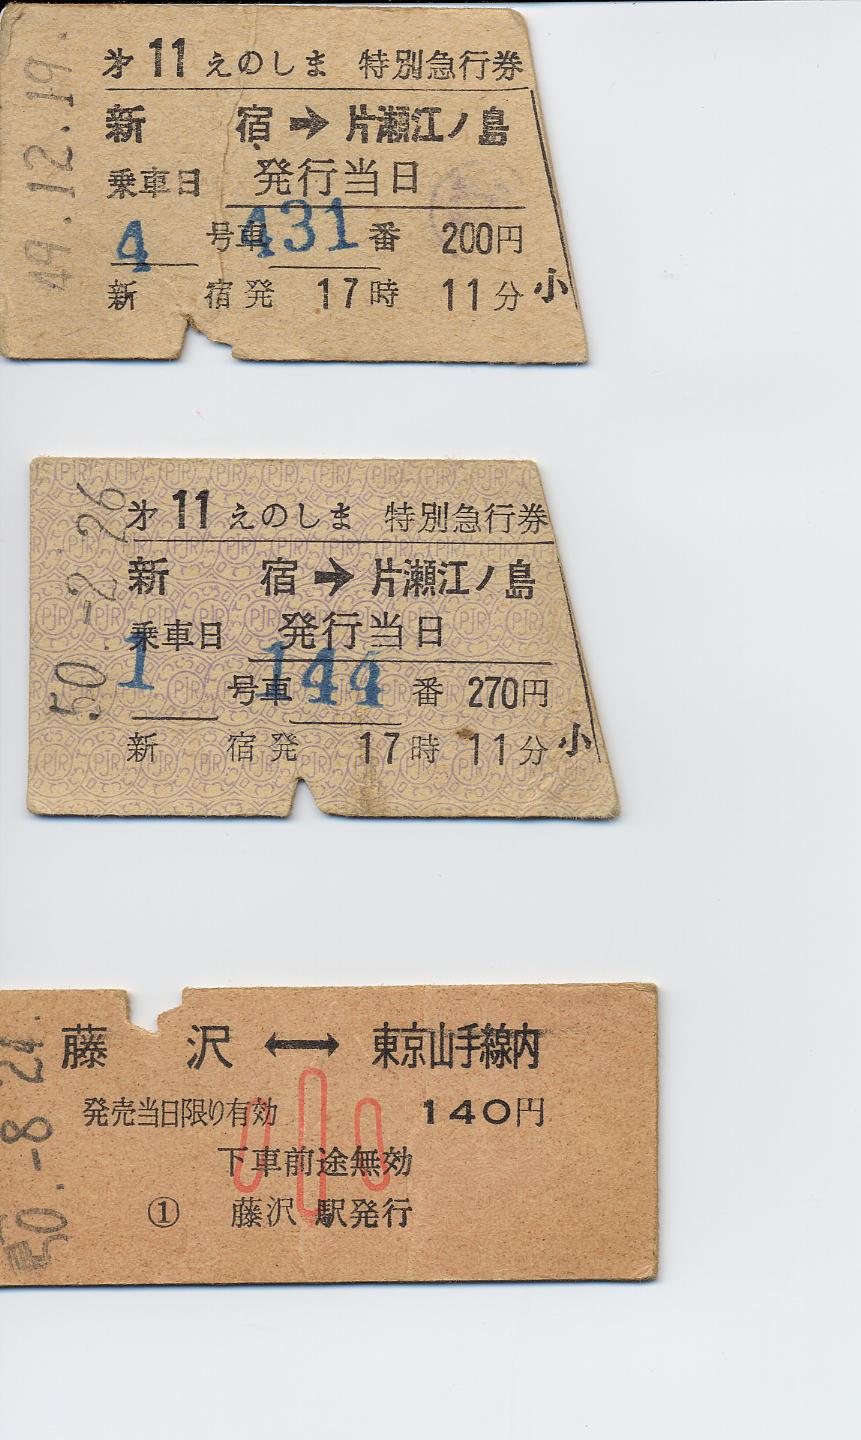 49.12.19.
才 11 えのしま 特別急行券
新 宿 ➔ 片瀬江ノ島
乗車日 発行当日
4 号車 431 番 200円
新 宿発 17時 11分 小
50.-2.26
才 11 えのしま 特別急行券
新 宿 ➔ 片瀬江ノ島
乗車日 発行当日
1 号車 144 番 270円
新 宿発 17時 11分 小
50.-8.24.
藤 沢 ⟷ 東京山手線内
発売当日限り有効 140円
小
下車前途無効
① 藤沢 駅発行